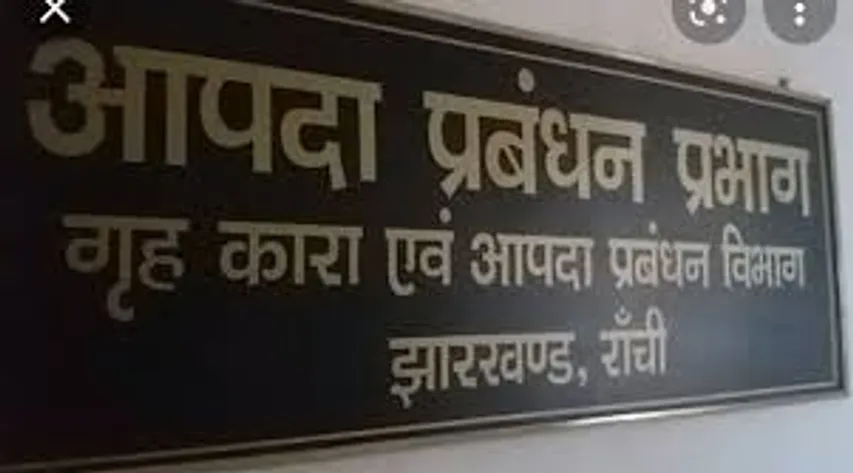 आपदा प्रबंधन प्रभाग
गृह कारा एवं आपदा प्रबंधन विभाग
झारखण्ड, राँची